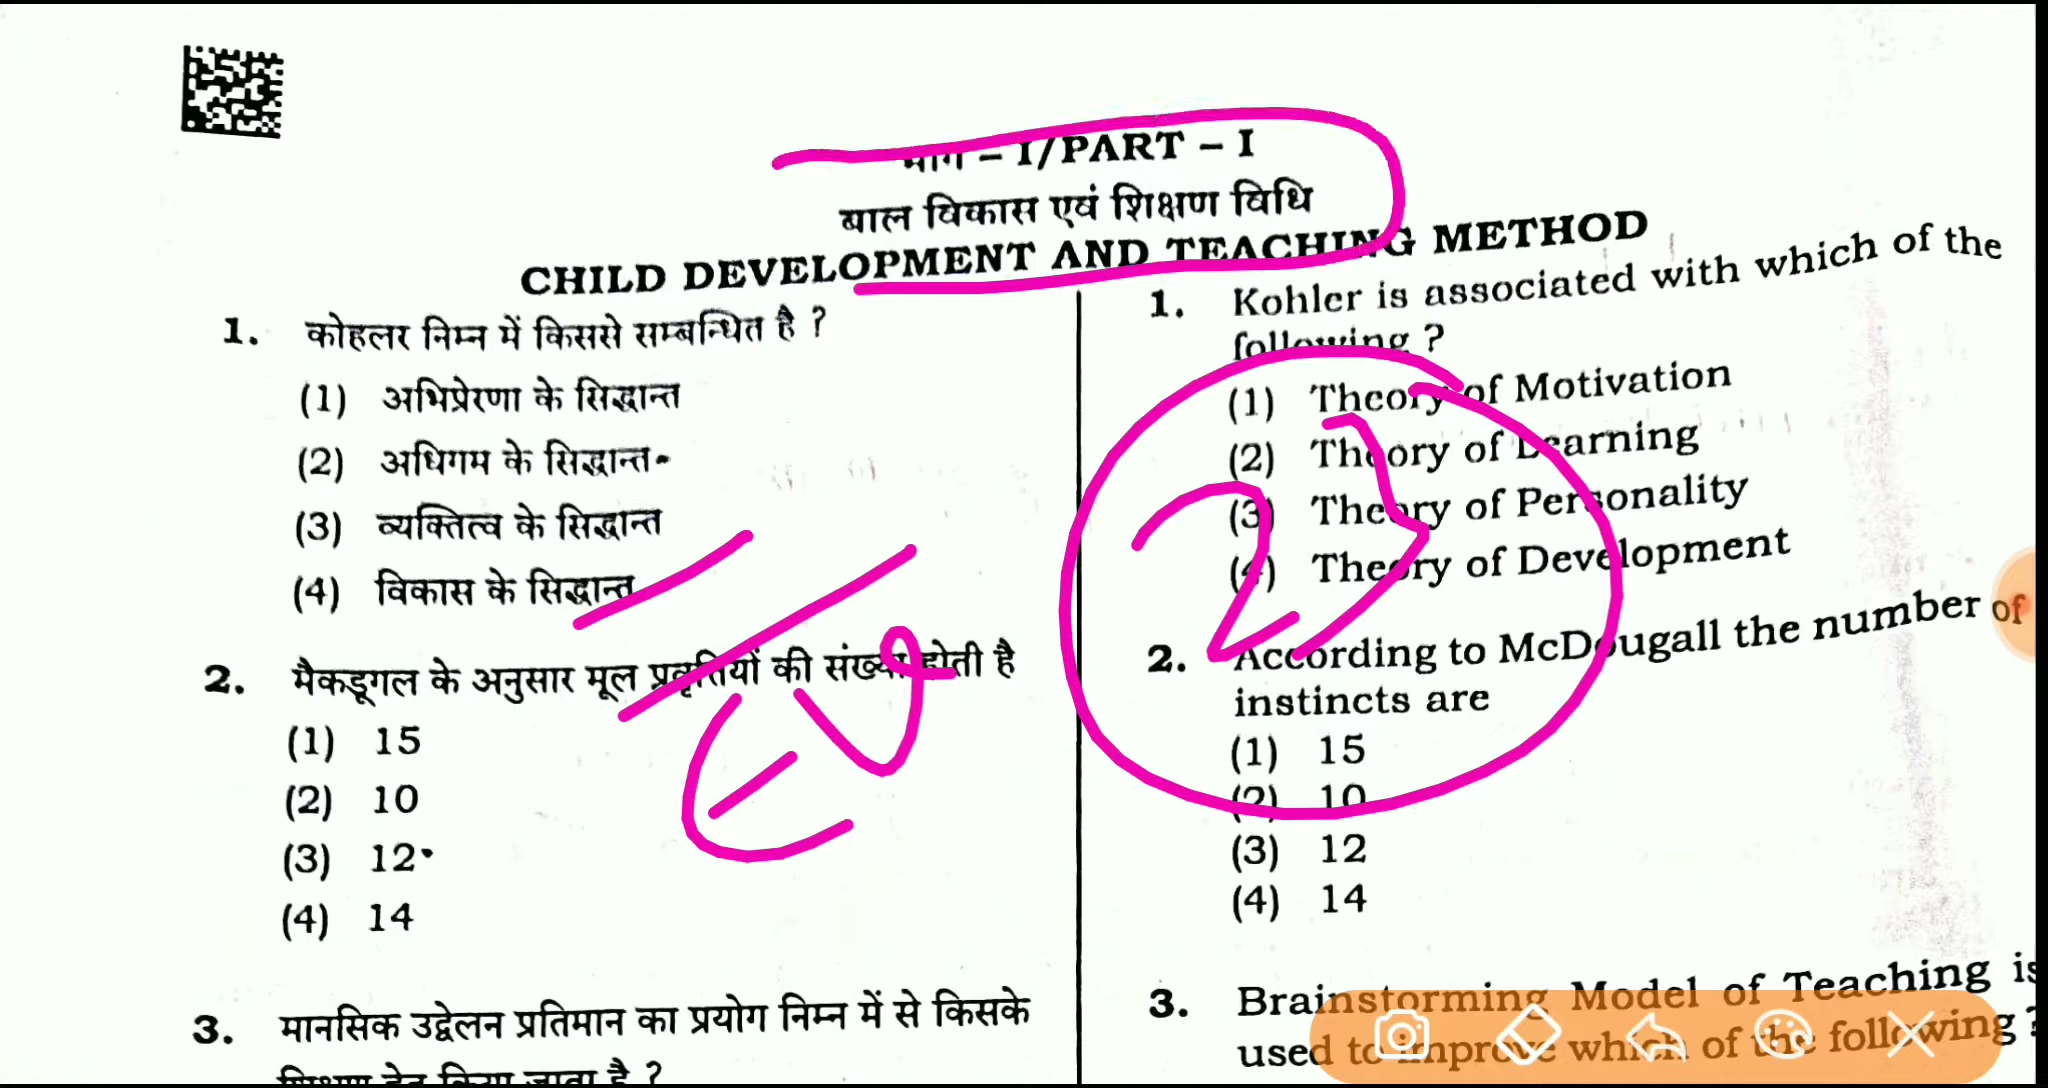 भाग – I/PART – I
बाल विकास एवं शिक्षण विधि
CHILD DEVELOPMENT AND TEACHING METHOD
1. कोहलर निम्न में किससे सम्बन्धित है ?
(1) अभिप्रेरणा के सिद्धान्त
(2) अधिगम के सिद्धान्त
(3) व्यक्तित्व के सिद्धान्त
(4) विकास के सिद्धान्त
2. मैकडूगल के अनुसार मूल प्रवृत्तियों की संख्या होती है
(1) 15
(2) 10
(3) 12
(4) 14
3. मानसिक उद्वेलन प्रतिमान का प्रयोग निम्न में से किसके
शिक्षण हेतु किया जाता है ?
1. Kohler is associated with which of the
following ?
(1) Theory of Motivation
(2) Theory of Learning
(3) Theory of Personality
(4) Theory of Development
2. According to McDougall the number of
instincts are
(1) 15
(2) 10
(3) 12
(4) 14
3. Brainstorming Model of Teaching is
used to improve which of the following ?